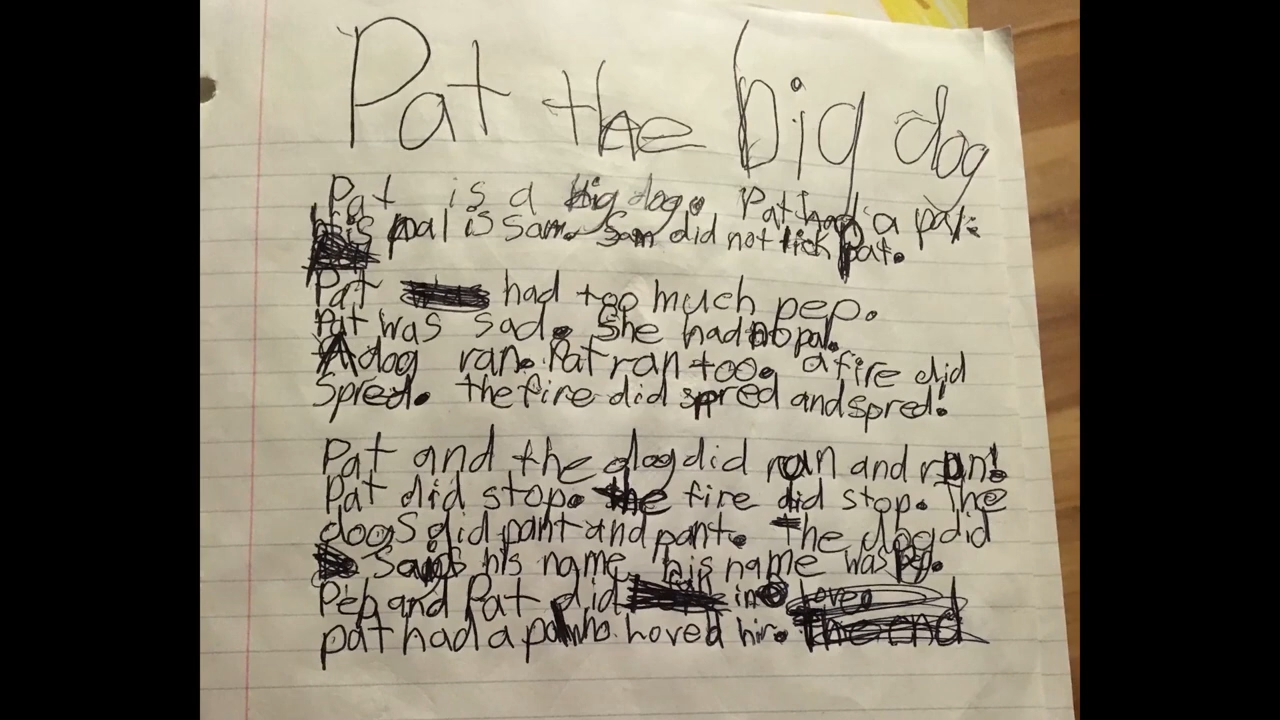 Pat the big dog
Pat is a big dog. Pat had a pal.
his pal is Sam. Sam did not lick Pat.
Pat had too much pep.
Pat was sad. She had no pal.
A dog ran. Pat ran too. a fire did
Spred. the fire did spred and spred!
Pat and the dog did ran and ran!
Pat did stop. the fire did stop. The
dogs did pant and pant. the dog did
his name. his name was
Pep and Pat did in
pat had a pal who loved him. The end